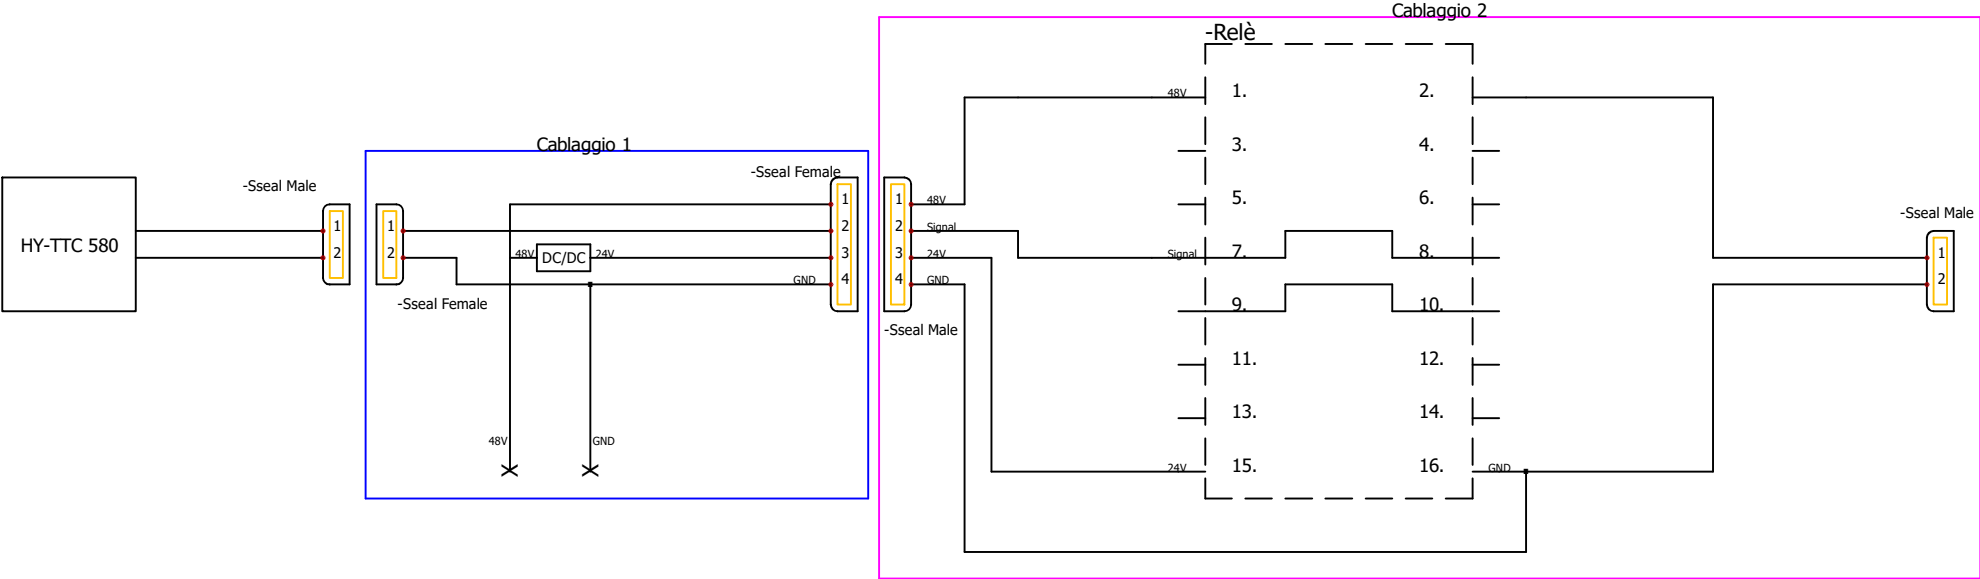 Cablaggio 2
-Relè
48V
1.
2.
Cablaggio 1
3.
4.
-Sseal Male
-Sseal Female
HY-TTC 580
1
2
1
2
-Sseal Female
48V
DC/DC
24V
GND
1
2
3
4
48V
GND
1
2
3
4
48V
Signal
24V
GND
-Sseal Male
5.
6.
Signal
7.
8.
9.
10.
11.
12.
13.
14.
24V
15.
16.
GND
-Sseal Male
1
2